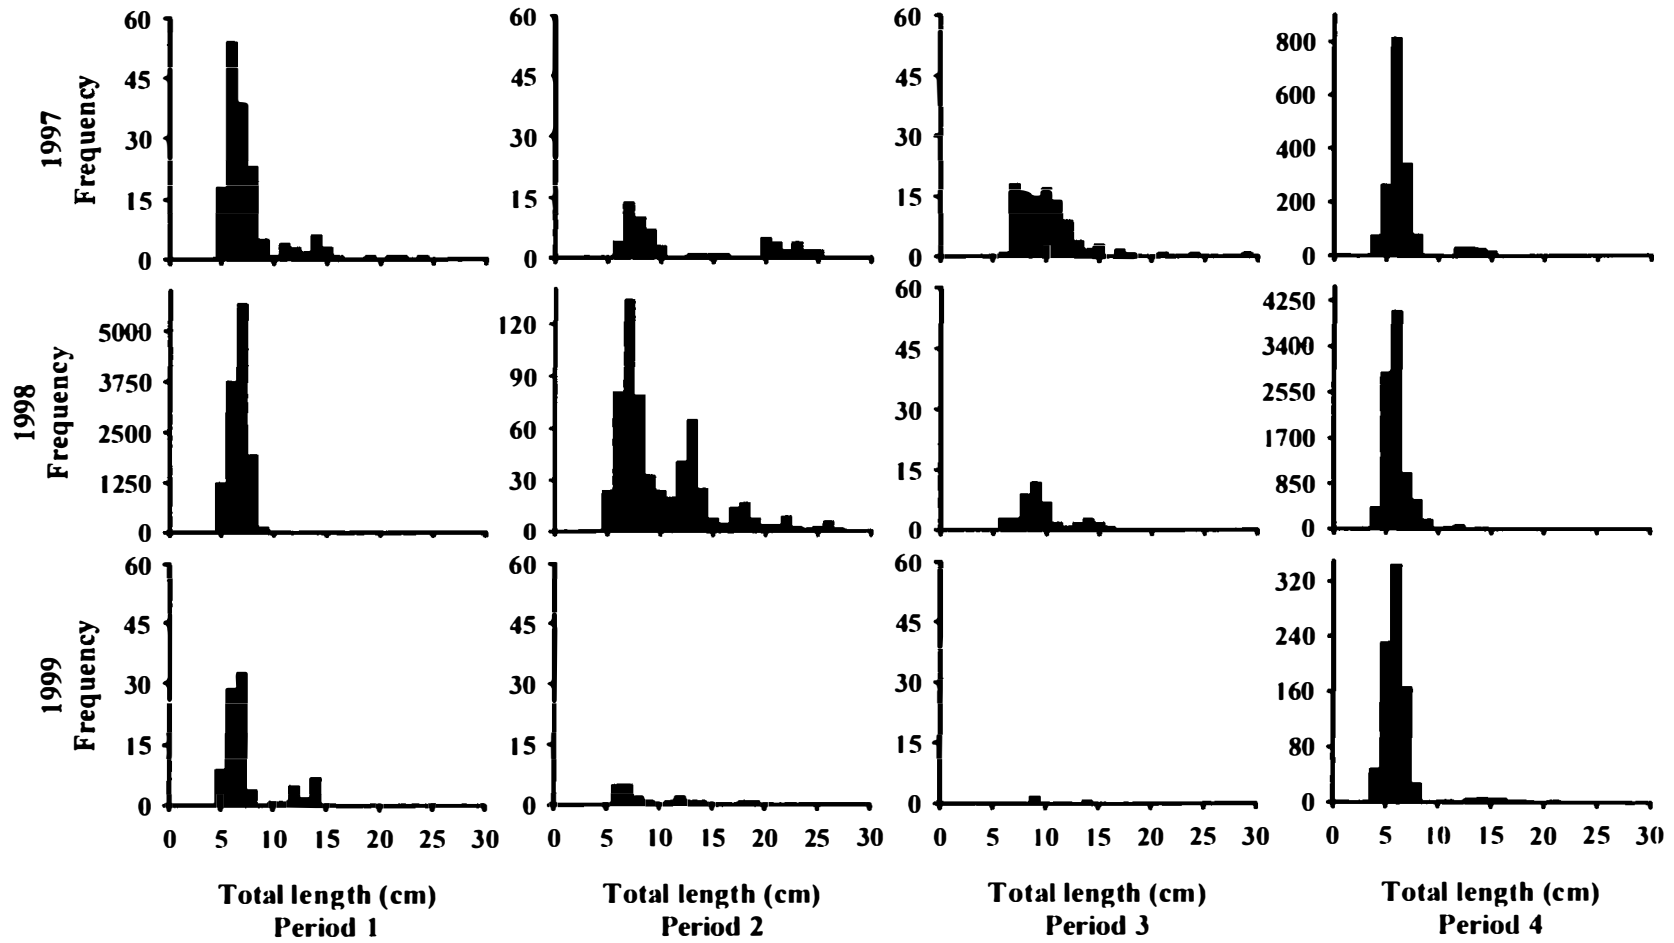 60 60 60 800
45 45 45 600
30 30 30 400
15 15 15 200
0 0 0 0
1997
Frequency
5000 120 60 4250
3750 90 45 3400
2500 60 30 2550
1250 30 15 1700
0 0 0 850
0
1998
Frequency
60 60 60 320
45 45 45 240
30 30 30 160
15 15 15 80
0 0 0 0
1999
Frequency
0 5 10 15 20 25 30 0 5 10 15 20 25 30 0 5 10 15 20 25 30 0 5 10 15 20 25 30
Total length (cm) Total length (cm) Total length (cm) Total length (cm)
Period 1 Period 2 Period 3 Period 4